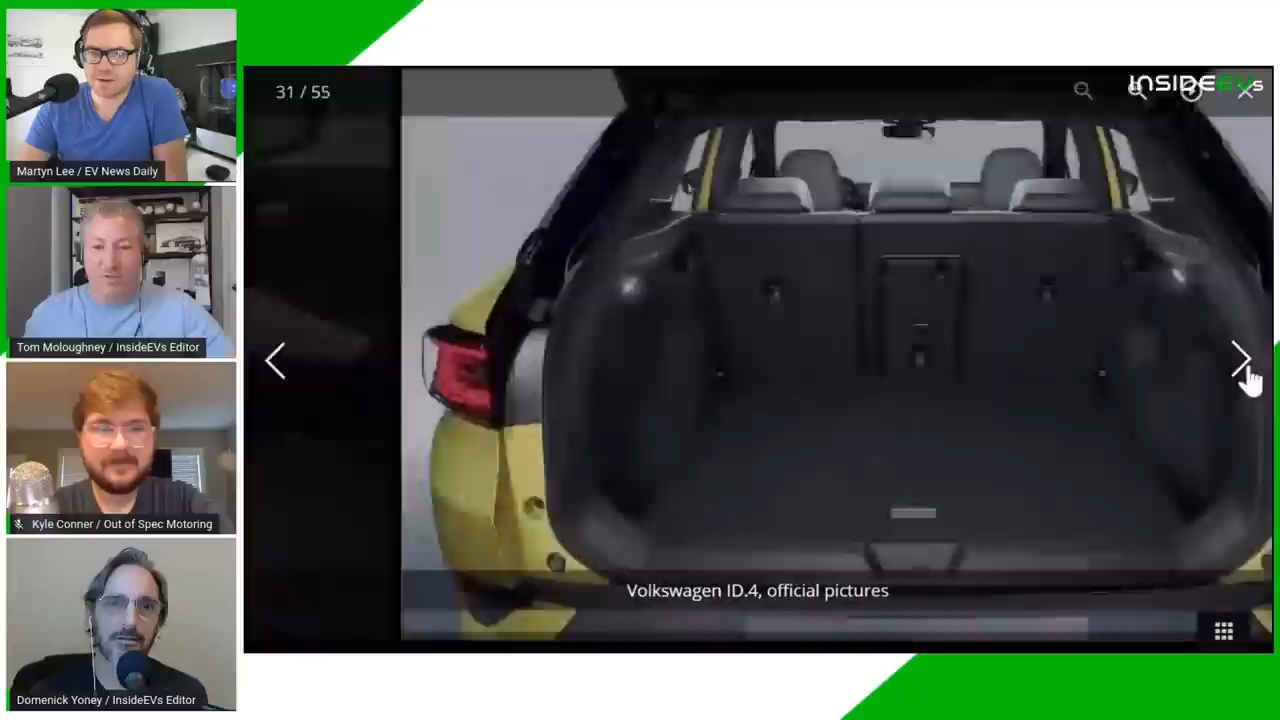 Martyn Lee / EV News Daily
Tom Moloughney / InsideEVs Editor
Kyle Conner / Out of Spec Motoring
Domenick Yoney / InsideEVs Editor
31 / 55
INSIDEEVs
Volkswagen ID.4, official pictures